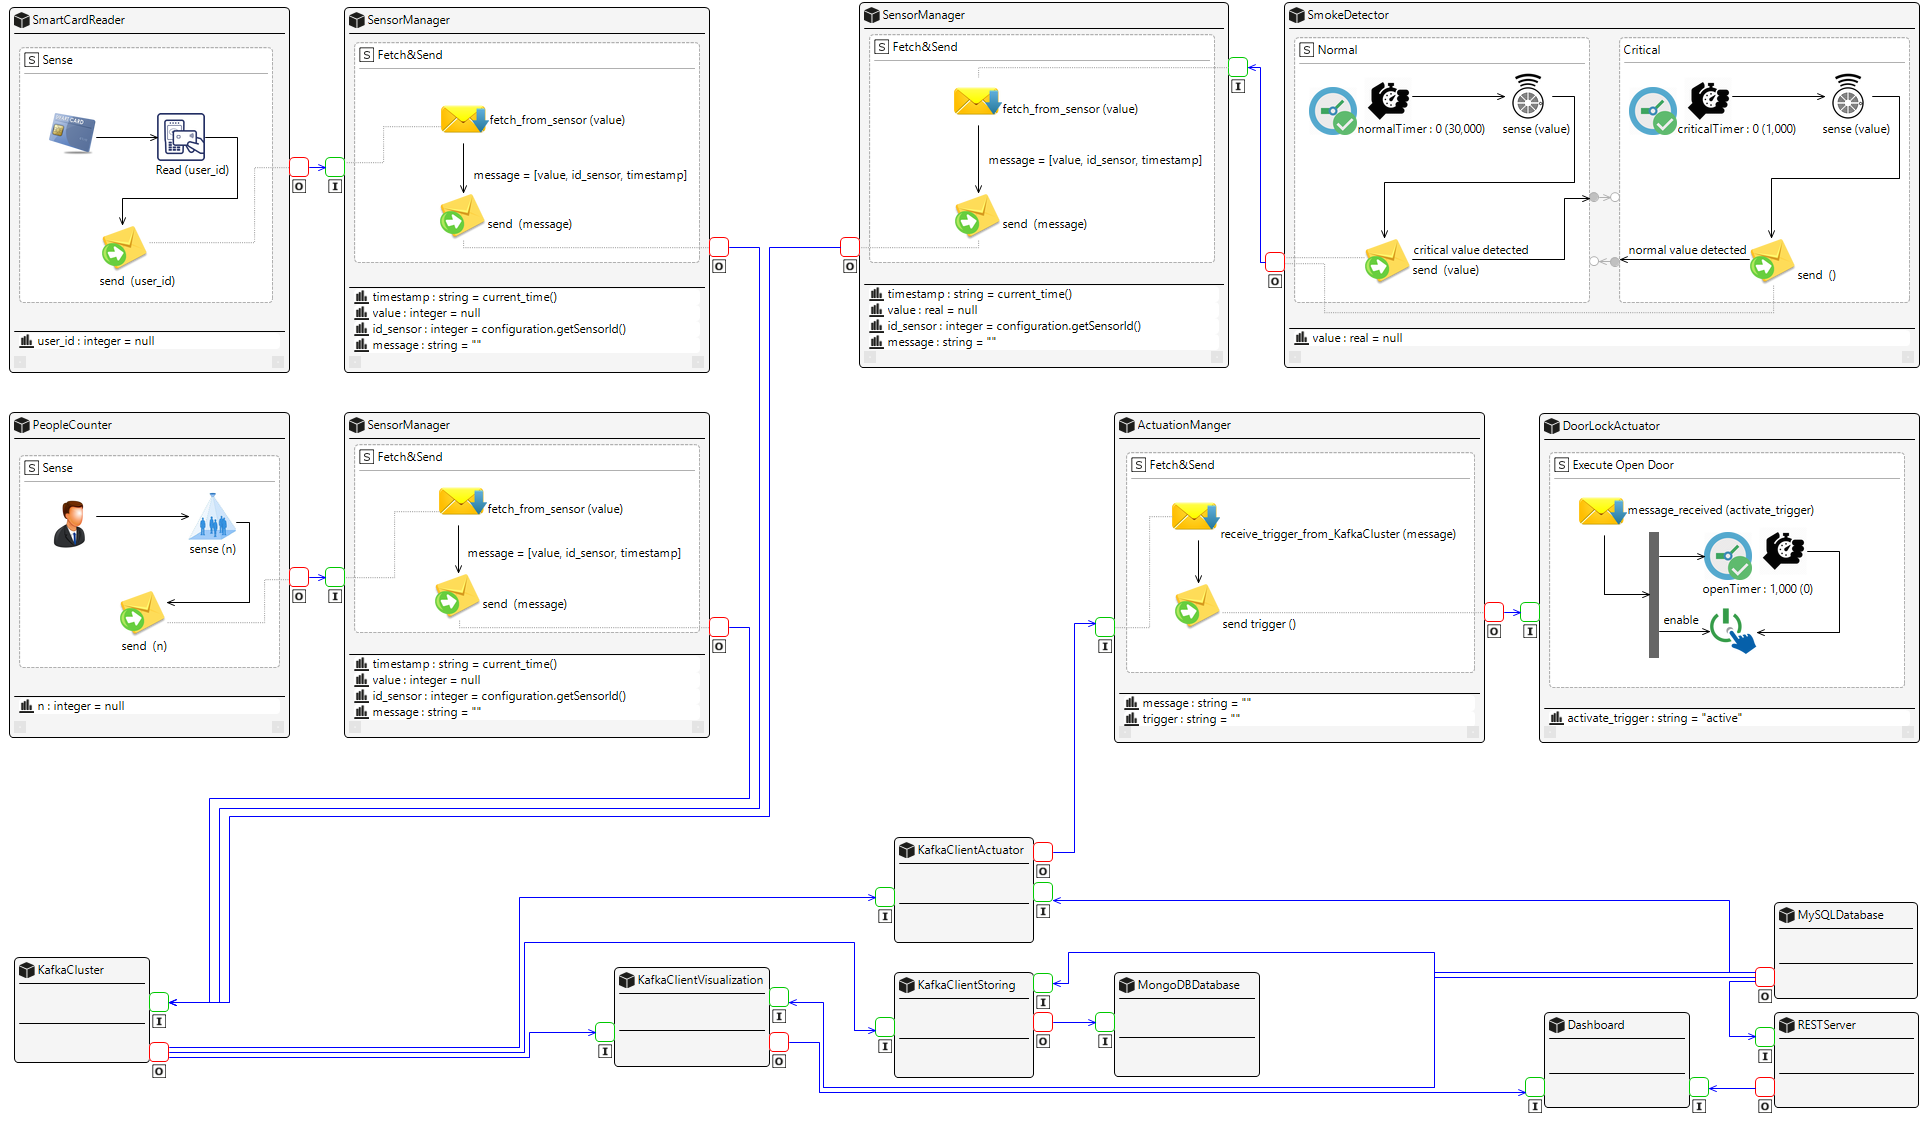 SmartCardReader
S Sense
SMARTCARD
Read (user_id)
send (user_id)
user_id : integer = null
O
I
SensorManager
S Fetch&Send
fetch_from_sensor (value)
message = [value, id_sensor, timestamp]
send (message)
timestamp : string = current_time()
value : integer = null
id_sensor : integer = configuration.getSensorId()
message : string = ""
O
SensorManager
S Fetch&Send
fetch_from_sensor (value)
message = [value, id_sensor, timestamp]
send (message)
timestamp : string = current_time()
value : real = null
id_sensor : integer = configuration.getSensorId()
message : string = ""
O
I
SmokeDetector
S Normal
normalTimer : 0 (30,000)
sense (value)
critical value detected
send (value)
Critical
criticalTimer : 0 (1,000)
sense (value)
normal value detected
send ()
value : real = null
O
PeopleCounter
S Sense
sense (n)
send (n)
n : integer = null
O
I
SensorManager
S Fetch&Send
fetch_from_sensor (value)
message = [value, id_sensor, timestamp]
send (message)
timestamp : string = current_time()
value : integer = null
id_sensor : integer = configuration.getSensorId()
message : string = ""
O
ActuationManger
S Fetch&Send
receive_trigger_from_KafkaCluster (message)
send trigger ()
message : string = ""
trigger : string = ""
I
O
DoorLockActuator
S Execute Open Door
message_received (activate_trigger)
openTimer : 1,000 (0)
enable
activate_trigger : string = "active"
I
KafkaClientActuator
O
I
I
MySQLDatabase
O
KafkaCluster
I
O
KafkaClientVisualization
I
I
O
KafkaClientStoring
I
I
O
MongoDBDatabase
I
Dashboard
I
I
RESTServer
I
O